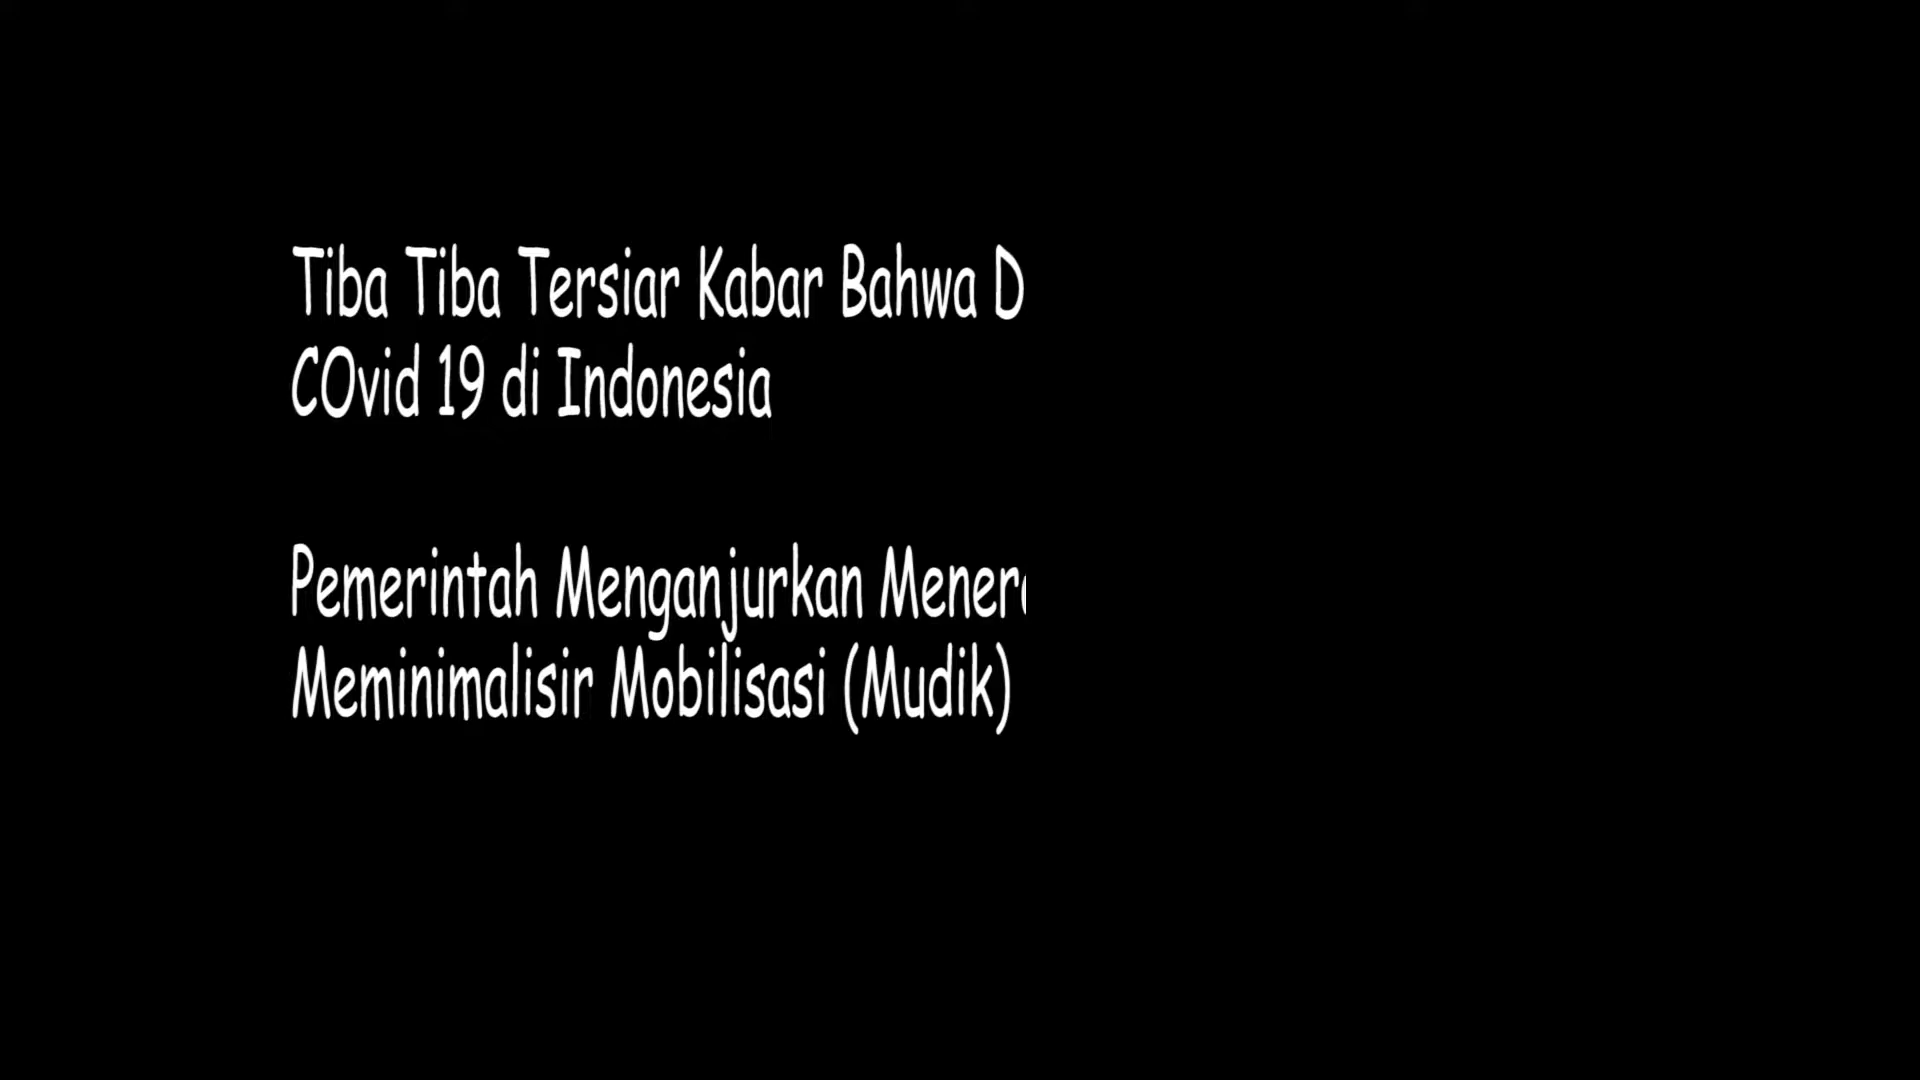 Tiba Tiba Tersiar Kabar Bahwa D
COvid 19 di Indonesia
Pemerintah Menganjurkan
Meminimalisir Mobilisasi (Mudik)